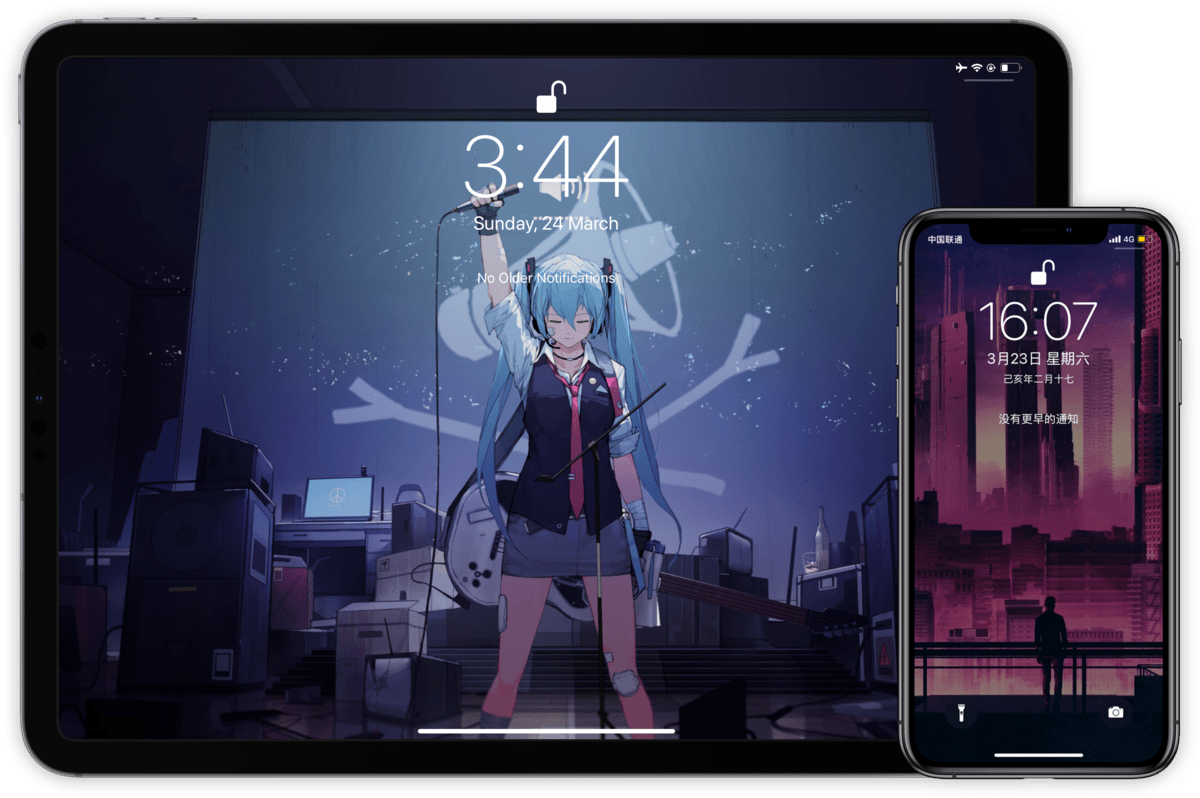 3:44
Sunday, 24 March
No Older Notifications
中国联通
4G
16:07
3月23日 星期六
己亥年二月十七
没有更早的通知